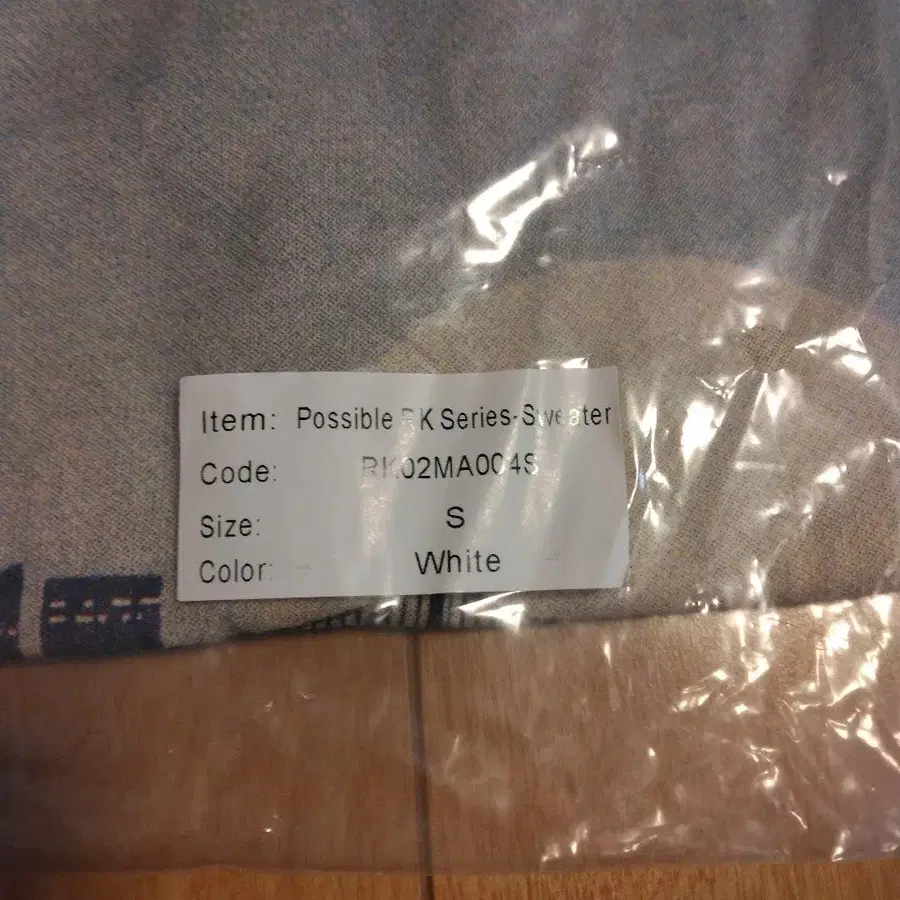 Item: Possible RK Series-Sweater
Code: RK02MA004S
Size: S
Color: White